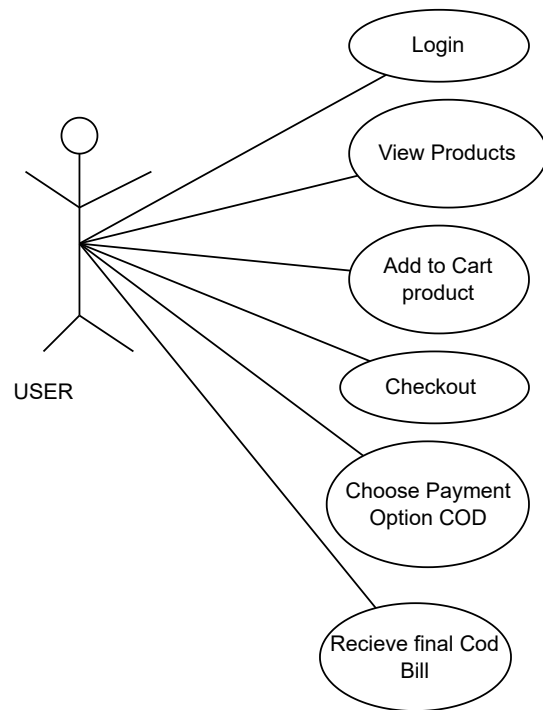 Login
View Products
Add to Cart
product
Checkout
USER
Choose Payment
Option COD
Recieve final Cod
Bill